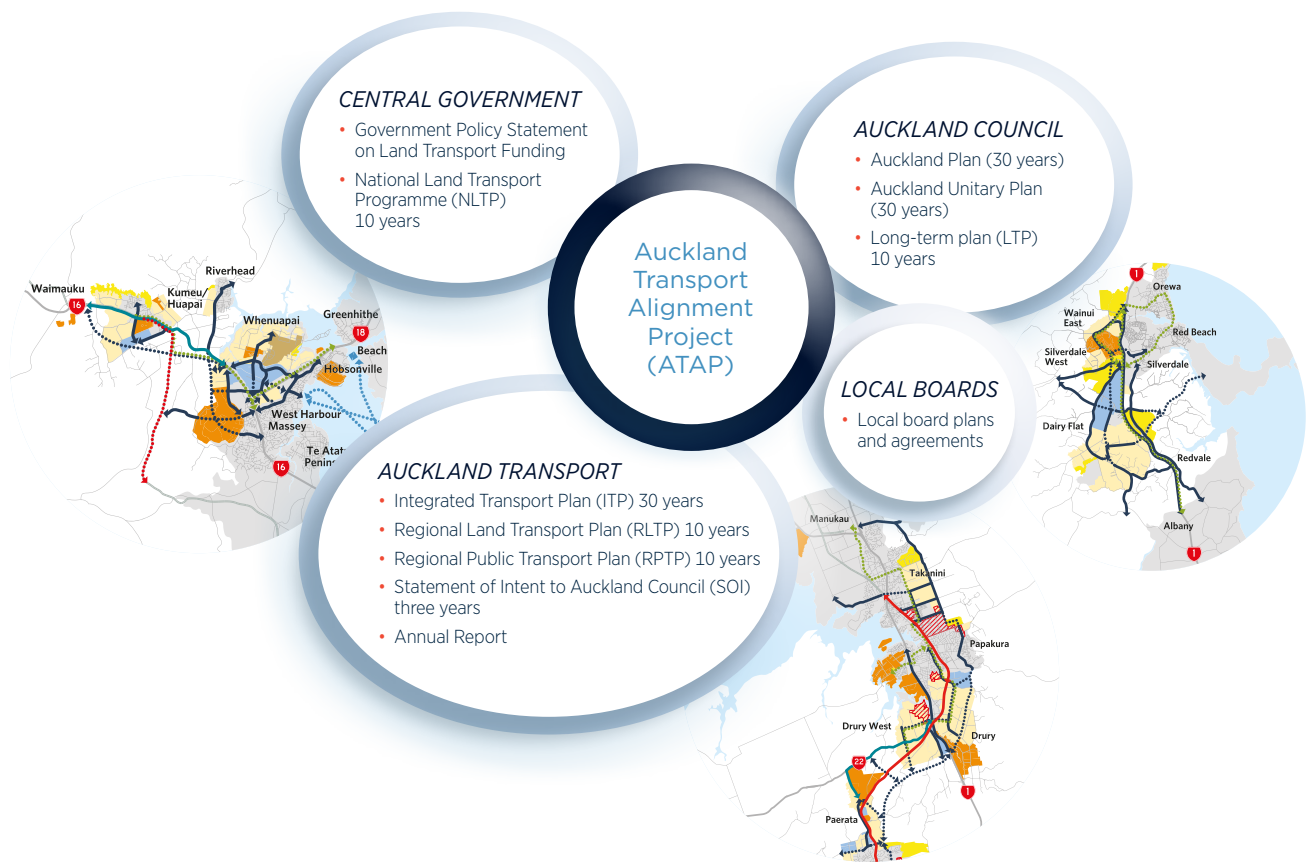 CENTRAL GOVERNMENT
• Government Policy Statement
on Land Transport Funding
• National Land Transport
Programme (NLTP)
10 years
AUCKLAND COUNCIL
• Auckland Plan (30 years)
• Auckland Unitary Plan
(30 years)
• Long-term plan (LTP)
10 years
Auckland
Transport
Alignment
Project
(ATAP)
LOCAL BOARDS
• Local board plans
and agreements
AUCKLAND TRANSPORT
• Integrated Transport Plan (ITP) 30 years
• Regional Land Transport Plan (RLTP) 10 years
• Regional Public Transport Plan (RPTP) 10 years
• Statement of Intent to Auckland Council (SOI)
three years
• Annual Report
Waimauku
16
Kumeu/
Huapai
Riverhead
Whenuapai
Greenhithe
18
Beach
Hobsonville
West Harbour
Massey
Te Atat
Penin
16
1
Orewa
Wainui
East
Red Beach
Silverdale
West
Silverdale
Dairy Flat
Redvale
Albany
1
Manukau
Takanini
Papakura
Drury West
Drury
22
1
Paerata